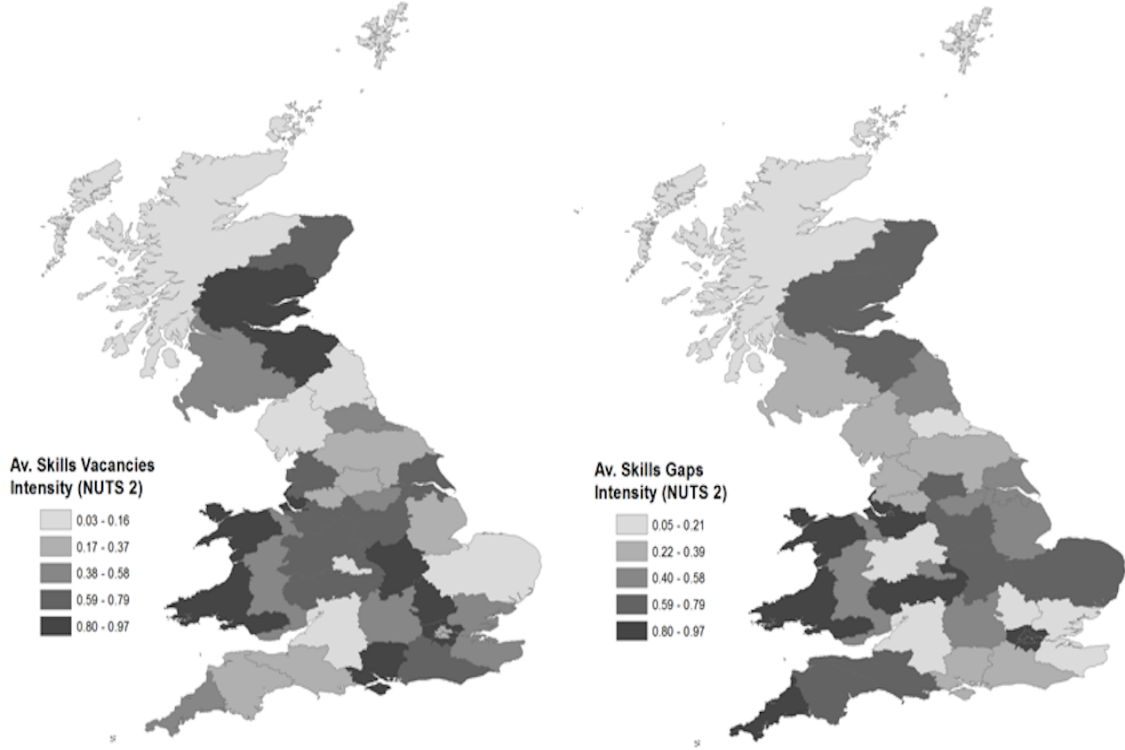 Av. Skills Vacancies
Intensity (NUTS 2)
0.03 - 0.16
0.17 - 0.37
0.38 - 0.58
0.59 - 0.79
0.80 - 0.97
Av. Skills Gaps
Intensity (NUTS 2)
0.05 - 0.21
0.22 - 0.39
0.40 - 0.58
0.59 - 0.79
0.80 - 0.97